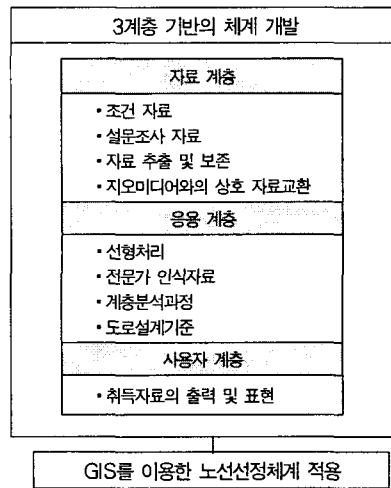 3계층 기반의 체계 개발
자료 계층
• 조건 자료
• 설문조사 자료
• 자료 추출 및 보존
• 지오미디어와의 상호 자료교환
응용 계층
• 선형처리
• 전문가 인식자료
• 계층분석과정
• 도로설계기준
사용자 계층
• 취득자료의 출력 및 표현
GIS를 이용한 노선선정체계 적용